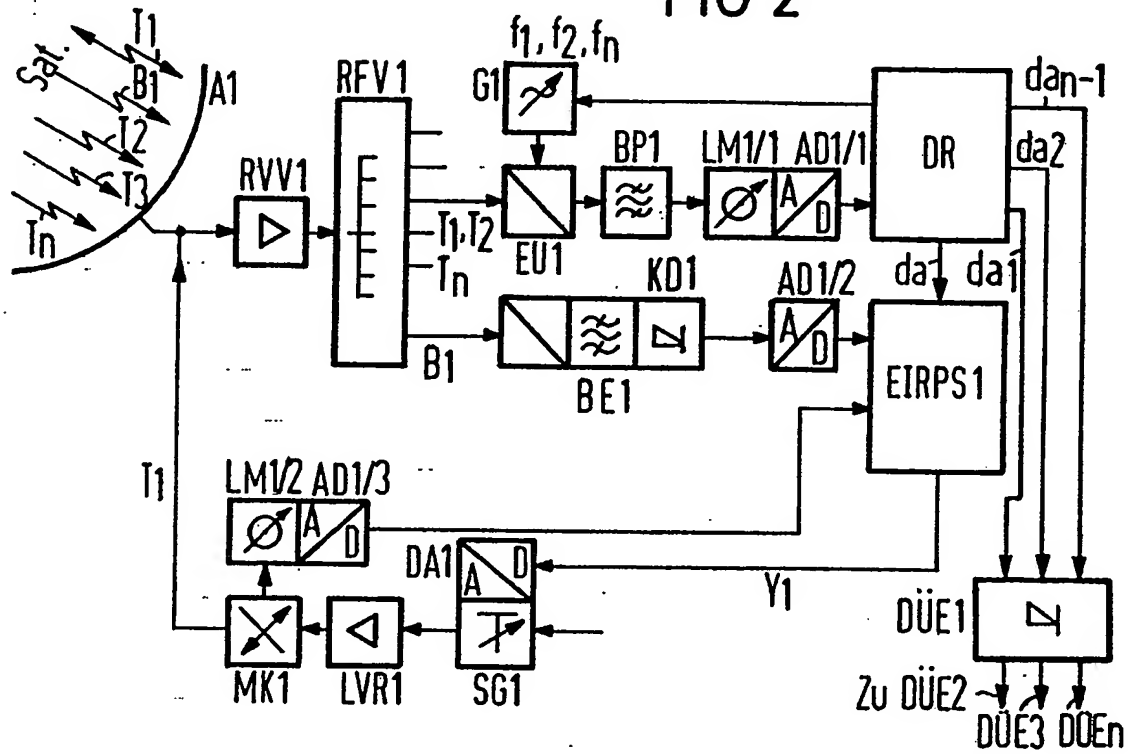 FIG 2
f1, f2, fn
T1
Sat.
B1
A1
T2
T3
Tn
RFV1
G1
RVV1
EU1
BP1
LM1/1 AD1/1
A
D
DR
dan-1
da2
da
da1
T1,T2
Tn
B1
BE1
KD1
AD1/2
A
D
EIRPS1
T1
LM1/2 AD1/3
A
D
DA1
D
A
Y1
MK1
LVR1
SG1
DÜE1
Zu DÜE2
DÜE3
DÜEn